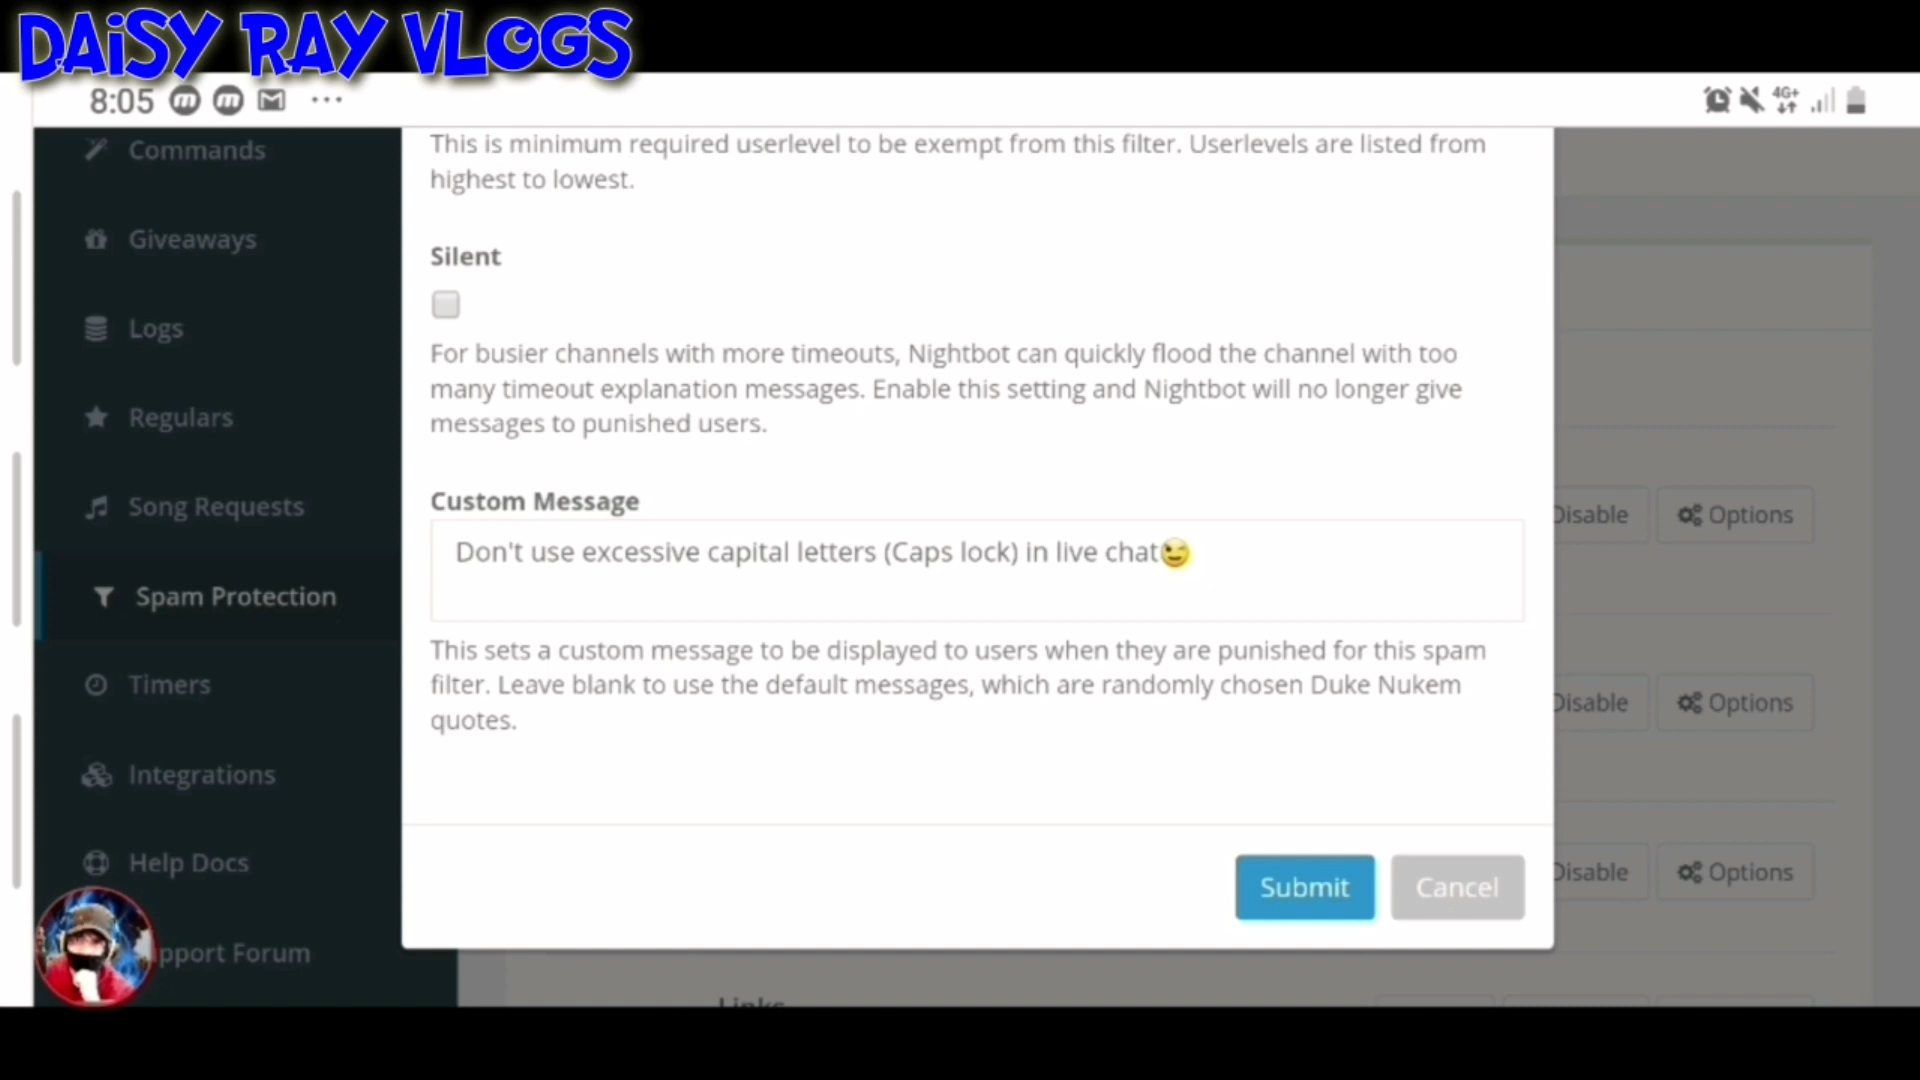 DAiSY RAY VLOGS
8:05
4G+
Commands
Giveaways
Logs
Regulars
Song Requests
Spam Protection
Timers
Integrations
Help Docs
pport Forum
This is minimum required userlevel to be exempt from this filter. Userlevels are listed from
highest to lowest.
Silent
For busier channels with more timeouts, Nightbot can quickly flood the channel with too
many timeout explanation messages. Enable this setting and Nightbot will no longer give
messages to punished users.
Custom Message
Don't use excessive capital letters (Caps lock) in live chat😉
This sets a custom message to be displayed to users when they are punished for this spam
filter. Leave blank to use the default messages, which are randomly chosen Duke Nukem
quotes.
Submit Cancel
Disable Options
Disable Options
Disable Options
Links